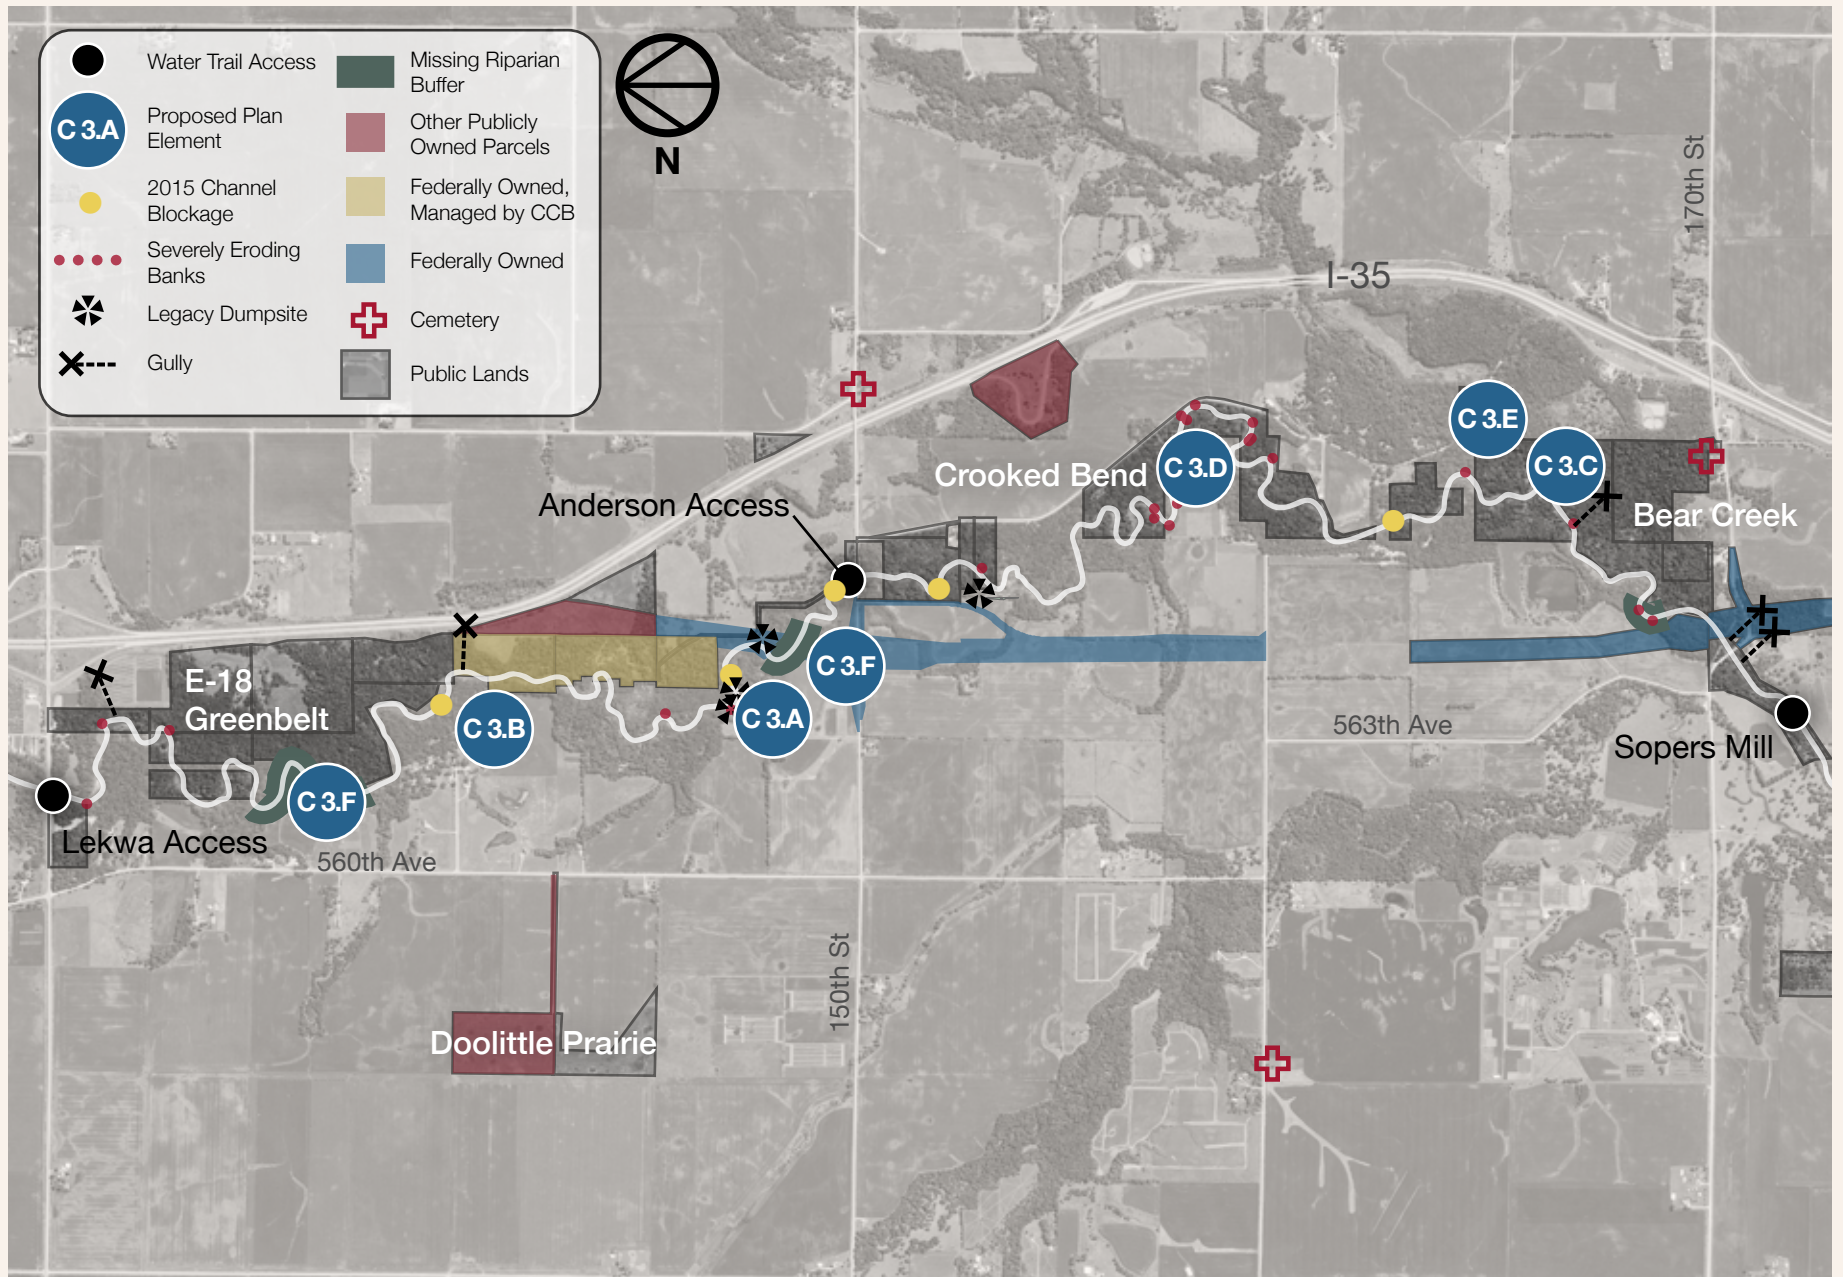 Water Trail Access
C 3.A
Proposed Plan
Element
2015 Channel
Blockage
Severely Eroding
Banks
Legacy Dumpsite
Gully
Missing Riparian
Buffer
Other Publicly
Owned Parcels
Federally Owned,
Managed by CCB
Federally Owned
Cemetery
Public Lands
N
170th St
I-35
C 3.E
C 3.C
C 3.D
Crooked Bend
Anderson Access
Bear Creek
C 3.F
E-18
Greenbelt
C 3.A
C 3.B
563th Ave
Sopers Mill
C 3.F
Lekwa Access
560th Ave
150th St
Doolittle Prairie